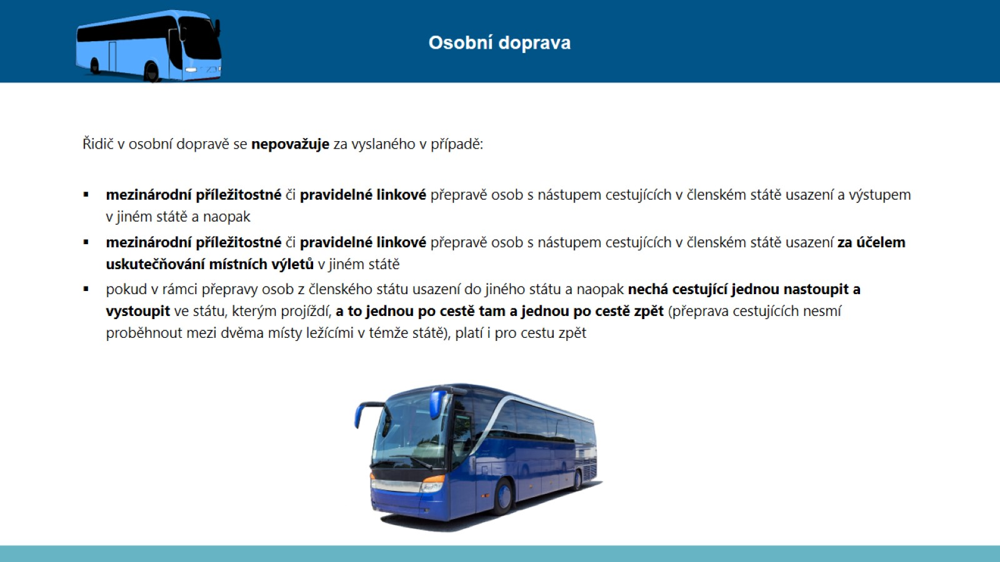 Osobní doprava
Řidič v osobní dopravě se nepovažuje za vyslaného v případě:
▪ mezinárodní příležitostné či pravidelné linkové přepravě osob s nástupem cestujících v členském státě usazení a výstupem
v jiném státě a naopak
▪ mezinárodní příležitostné či pravidelné linkové přepravě osob s nástupem cestujících v členském státě usazení za účelem
uskutečňování místních výletů v jiném státě
▪ pokud v rámci přepravy osob z členského státu usazení do jiného státu a naopak nechá cestující jednou nastoupit a
vystoupit ve státu, kterým projíždí, a to jednou po cestě tam a jednou po cestě zpět (přeprava cestujících nesmí
proběhnout mezi dvěma místy ležícími v témže státě), platí i pro cestu zpět